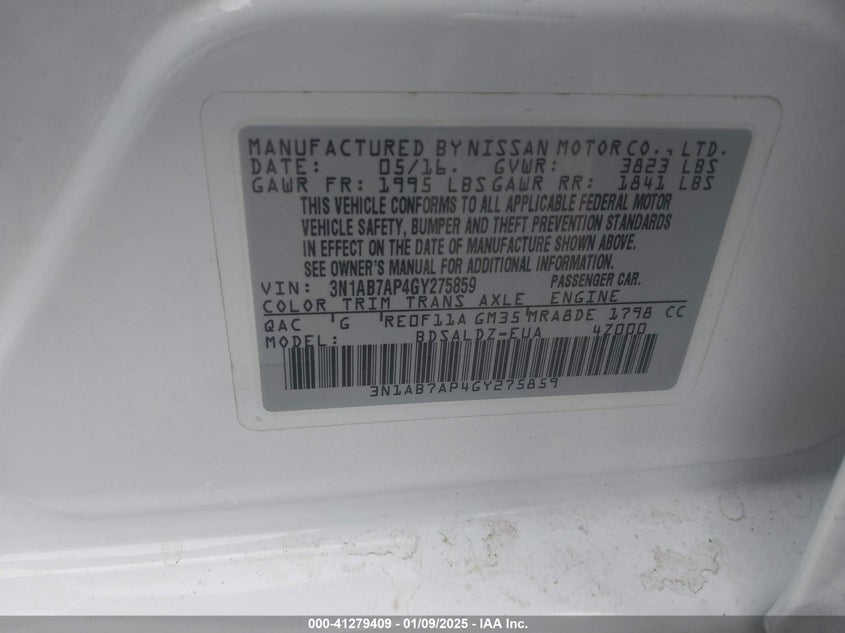 MANUFACTURED BY NISSAN MOTOR CO., LTD.
DATE: 05/16. GVWR: 3823 LBS
GAWR FR: 1995 LBS GAWR RR: 1841 LBS
THIS VEHICLE CONFORMS TO ALL APPLICABLE FEDERAL MOTOR
VEHICLE SAFETY, BUMPER AND THEFT PREVENTION STANDARDS
IN EFFECT ON THE DATE OF MANUFACTURE SHOWN ABOVE.
SEE OWNER'S MANUAL FOR ADDITIONAL INFORMATION.
VIN: 3N1AB7AP4GY275859 PASSENGER CAR.
COLOR TRIM TRANS AXLE ENGINE
QAC G RE0F11A GM35 MRA8DE 1798 CC
MODEL: BDSALDZ-EUA 4Z000
3N1AB7AP4GY275859
000-41279409 - 01/09/2025 - IAA Inc.